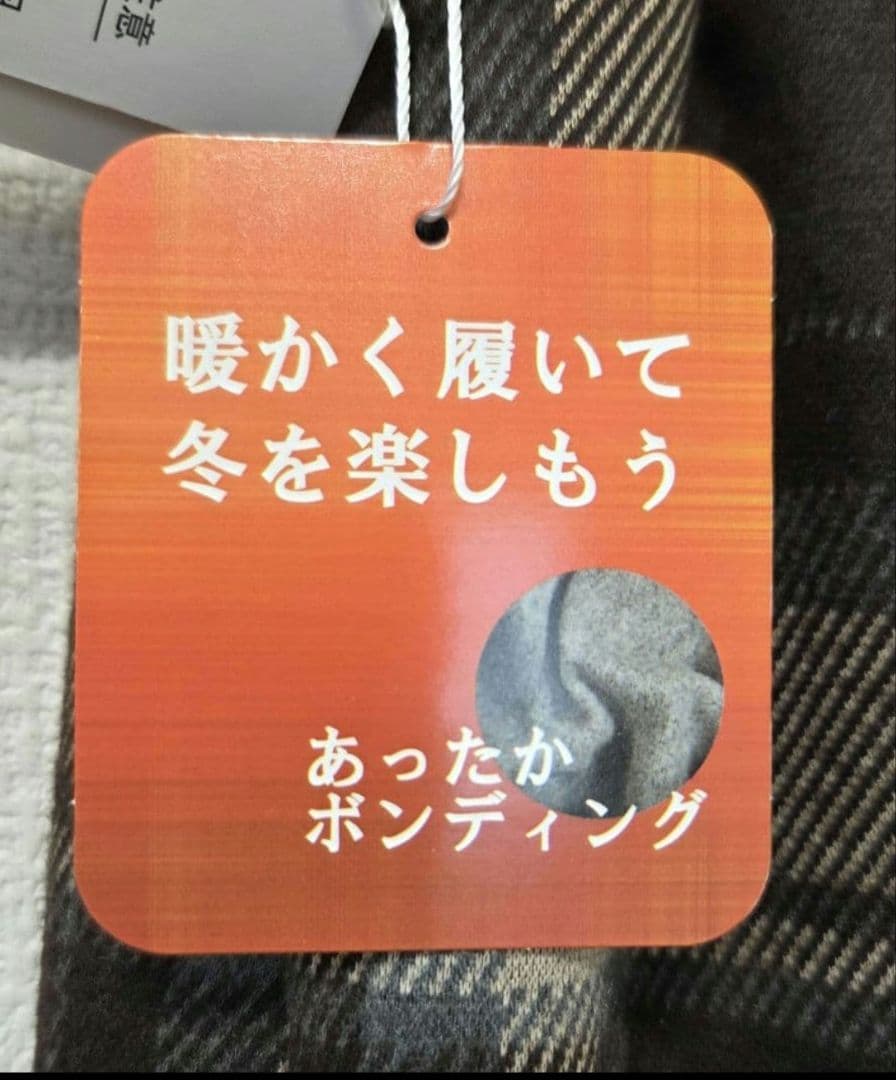 暖かく履いて
冬を楽しもう
あったか
ボンディング